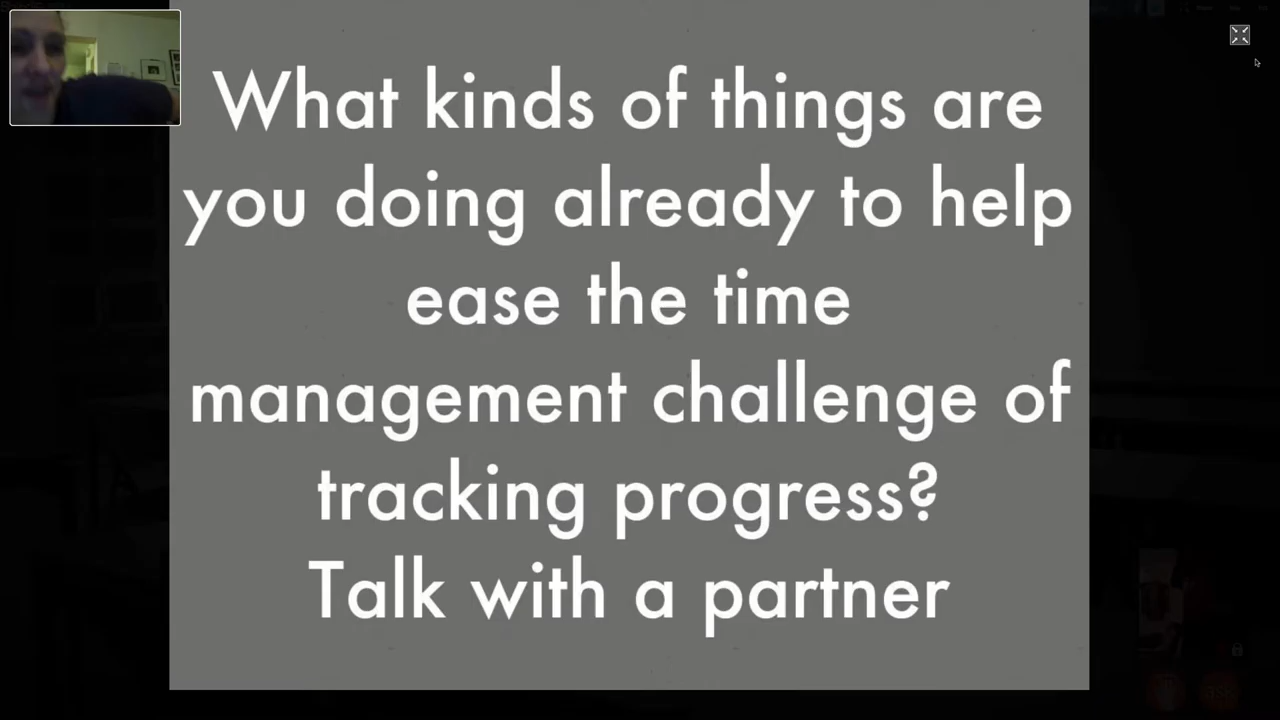 What kinds of things are
you doing already to help
ease the time
management challenge of
tracking progress?
Talk with a partner